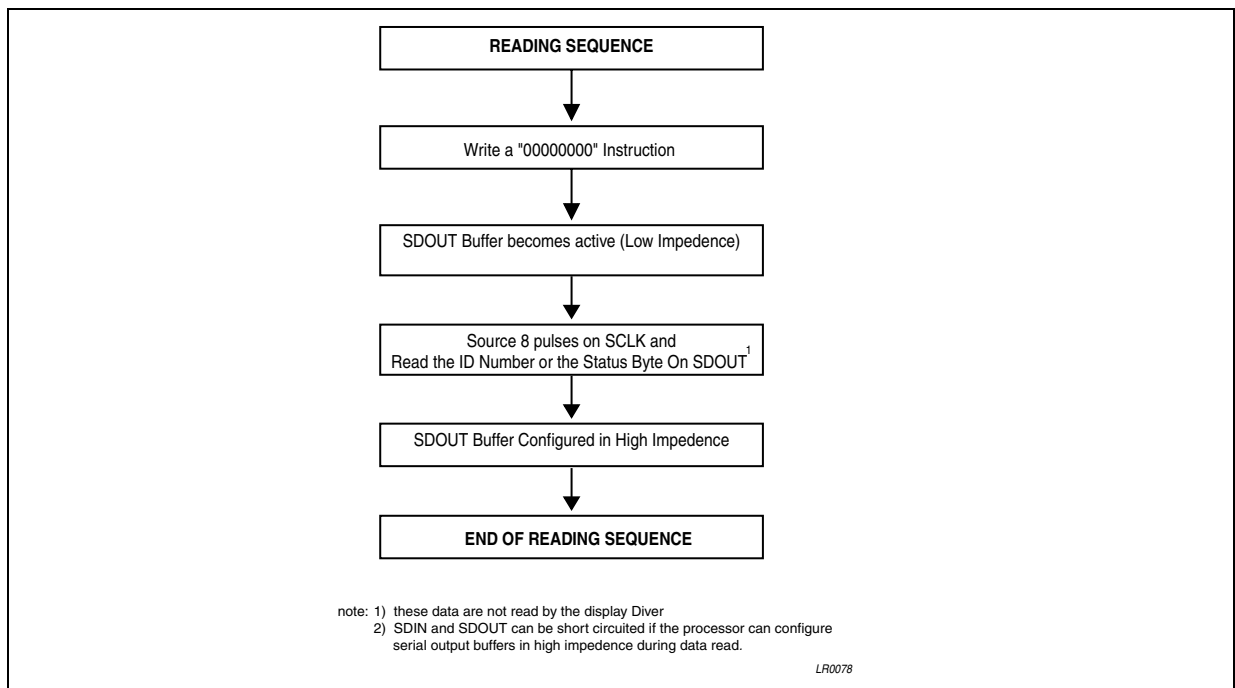 READING SEQUENCE
Write a "00000000" Instruction
SDOUT Buffer becomes active (Low Impedence)
Source 8 pulses on SCLK and
Read the ID Number or the Status Byte On SDOUT1
SDOUT Buffer Configured in High Impedence
END OF READING SEQUENCE
note: 1) these data are not read by the display Diver
2) SDIN and SDOUT can be short circuited if the processor can configure
serial output buffers in high impedence during data read.
LR0078